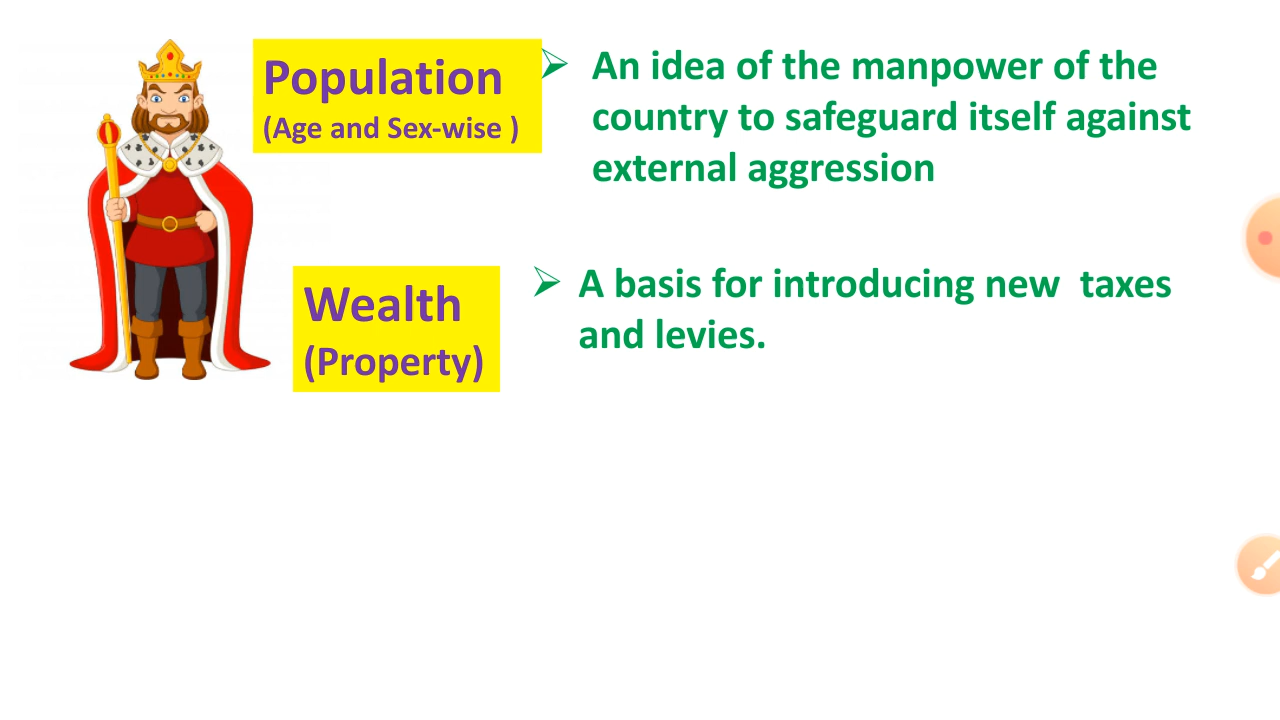 Population
(Age and Sex-wise )
An idea of the manpower of the
country to safeguard itself against
external aggression
Wealth
(Property)
A basis for introducing new  taxes
and levies.